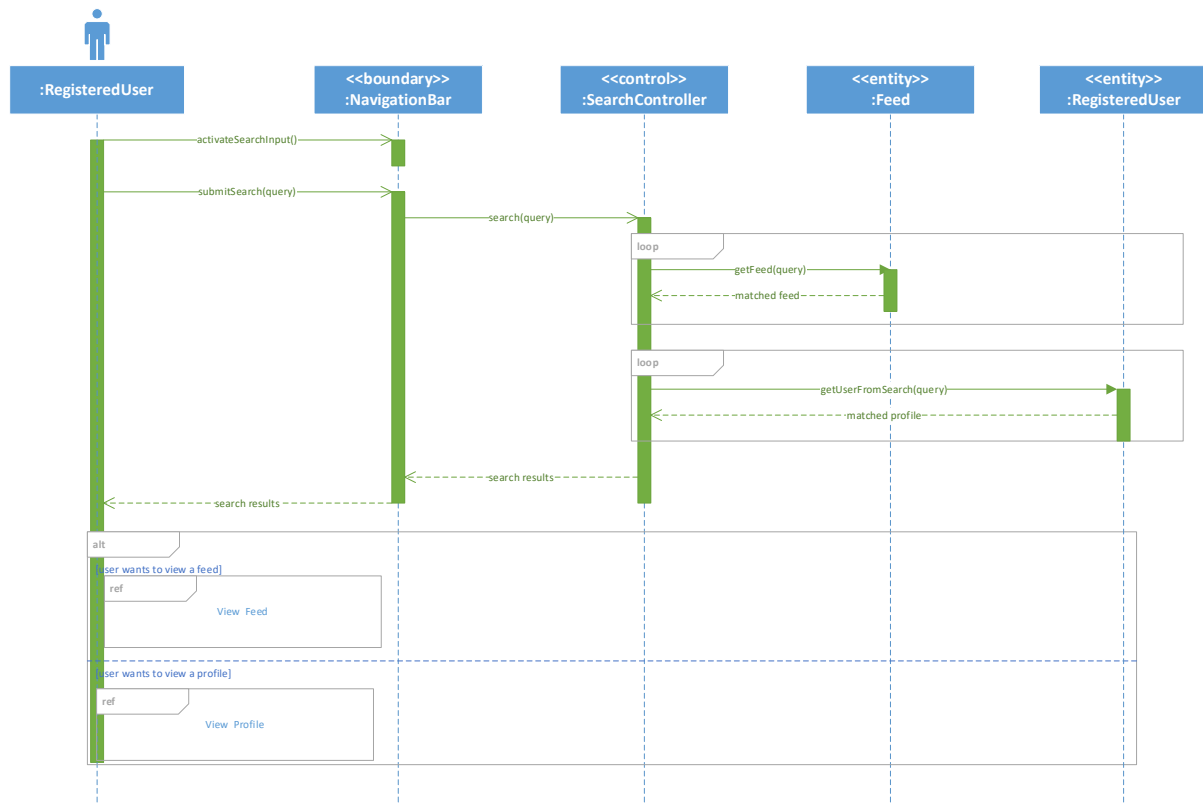 :RegisteredUser
<<boundary>>
:NavigationBar
<<control>>
:SearchController
<<entity>>
:Feed
<<entity>>
:RegisteredUser
activateSearchInput()
submitSearch(query)
search(query)
loop
getFeed(query)
matched feed
loop
getUserFromSearch(query)
matched profile
search results
search results
alt
[user wants to view a feed]
ref
View Feed
[user wants to view a profile]
ref
View Profile